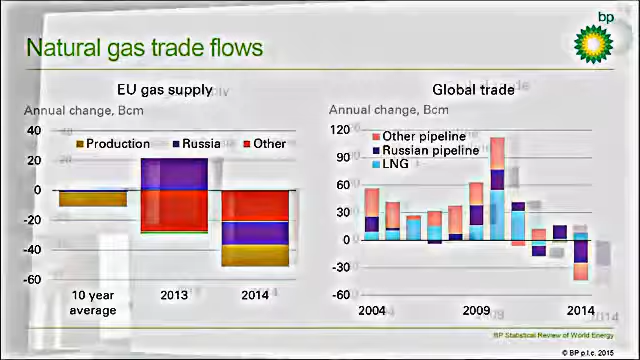 bp
Natural gas trade flows
EU gas supply
Annual change, Bcm
40
20
0
-20
-40
-60
Production
Russia
Other
10 year
average
2013
2014
Global trade
Annual change, Bcm
120
90
60
30
0
-30
-60
Other pipeline
Russian pipeline
LNG
2004
2009
2014
BP Statistical Review of World Energy
© BP p.l.c. 2015